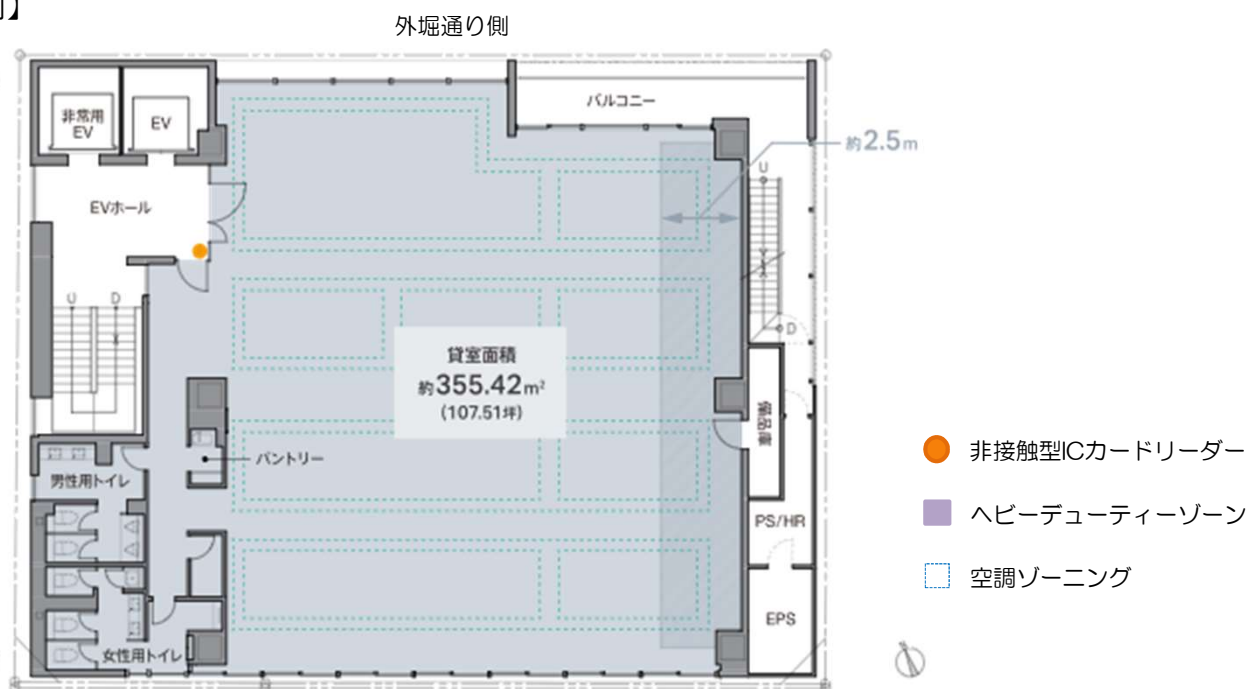 】
外堀通り側
非常用
EV
EV
バルコニー
約2.5m
EVホール
U
U
D
D
貸室面積
約355.42m²
(107.51坪)
備品庫
パントリー
男性用トイレ
PS/HR
EPS
女性用トイレ
非接触型ICカードリーダー
ヘビーデューティーゾーン
空調ゾーニング